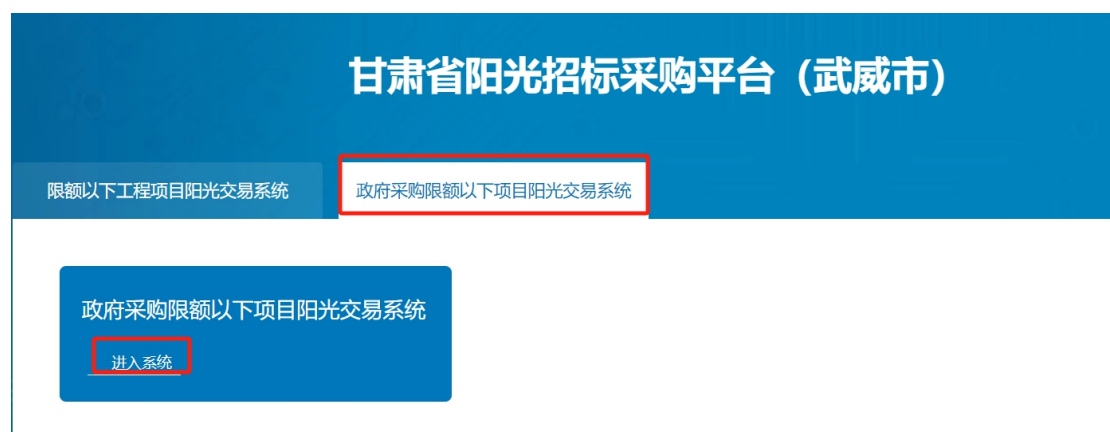 甘肃省阳光招标采购平台（武威市）
限额以下工程项目阳光交易系统
政府采购限额以下项目阳光交易系统
政府采购限额以下项目阳光交易系统
进入系统